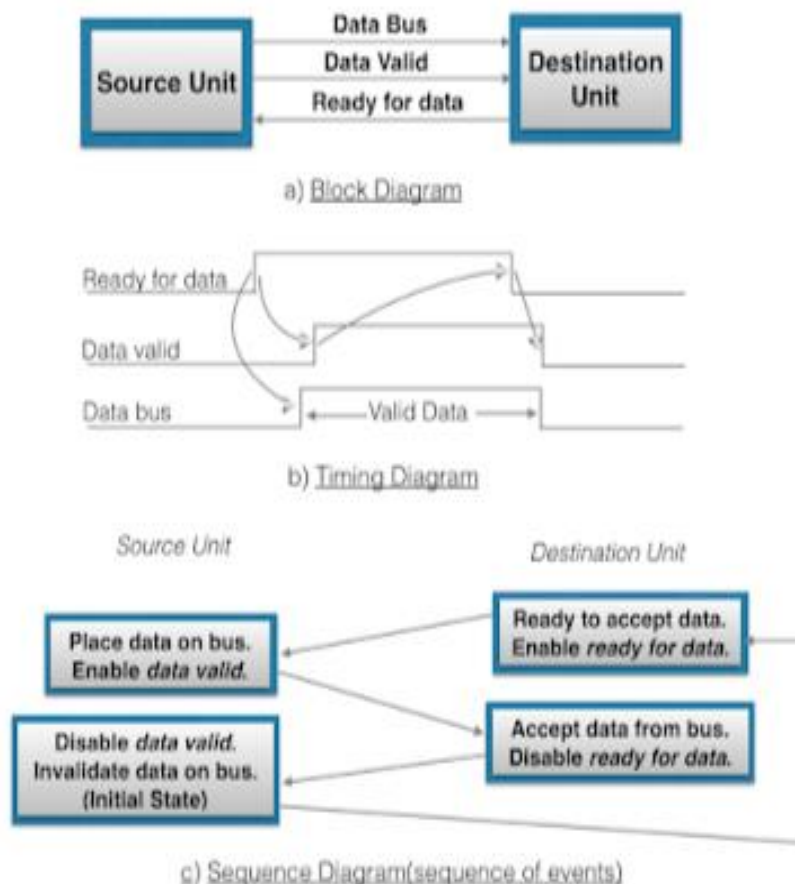 Data Bus
Source Unit
Data Valid
Destination
Unit
Ready for data
a) Block Diagram
Ready for data
Data valid
Data bus
Valid Data
b) Timing Diagram
Source Unit
Destination Unit
Place data on bus.
Enable data valid.
Ready to accept data.
Enable ready for data.
Disable data valid.
Invalidate data on bus.
(Initial State)
Accept data from bus.
Disable ready for data.
c) Sequence Diagram(sequence of events)